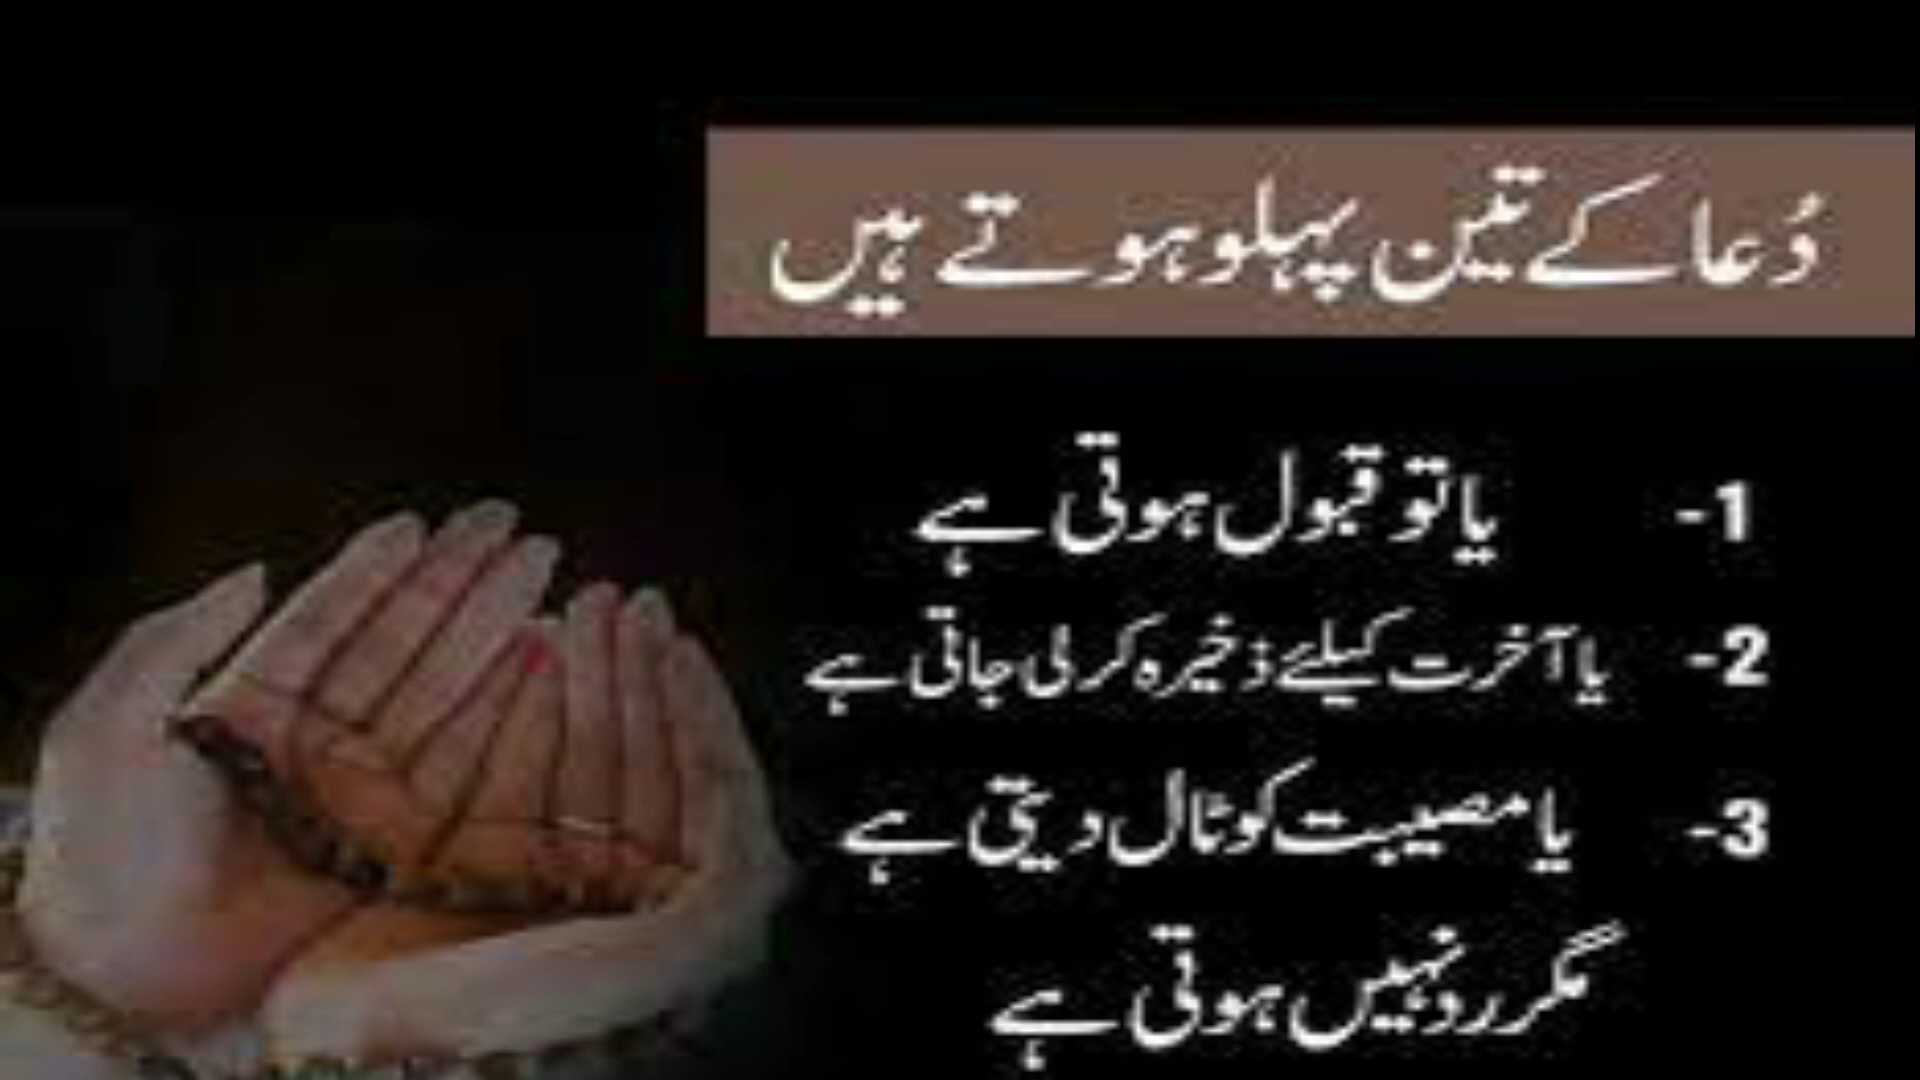 دُعا کے تین پہلو ہوتے ہیں
1- یا تو قبول ہوتی ہے
2- یا آخرت کیلئے ذخیرہ کر لی جاتی ہے
3- یا مصیبت کو ٹال دیتی ہے
مگر رد نہیں ہوتی ہے